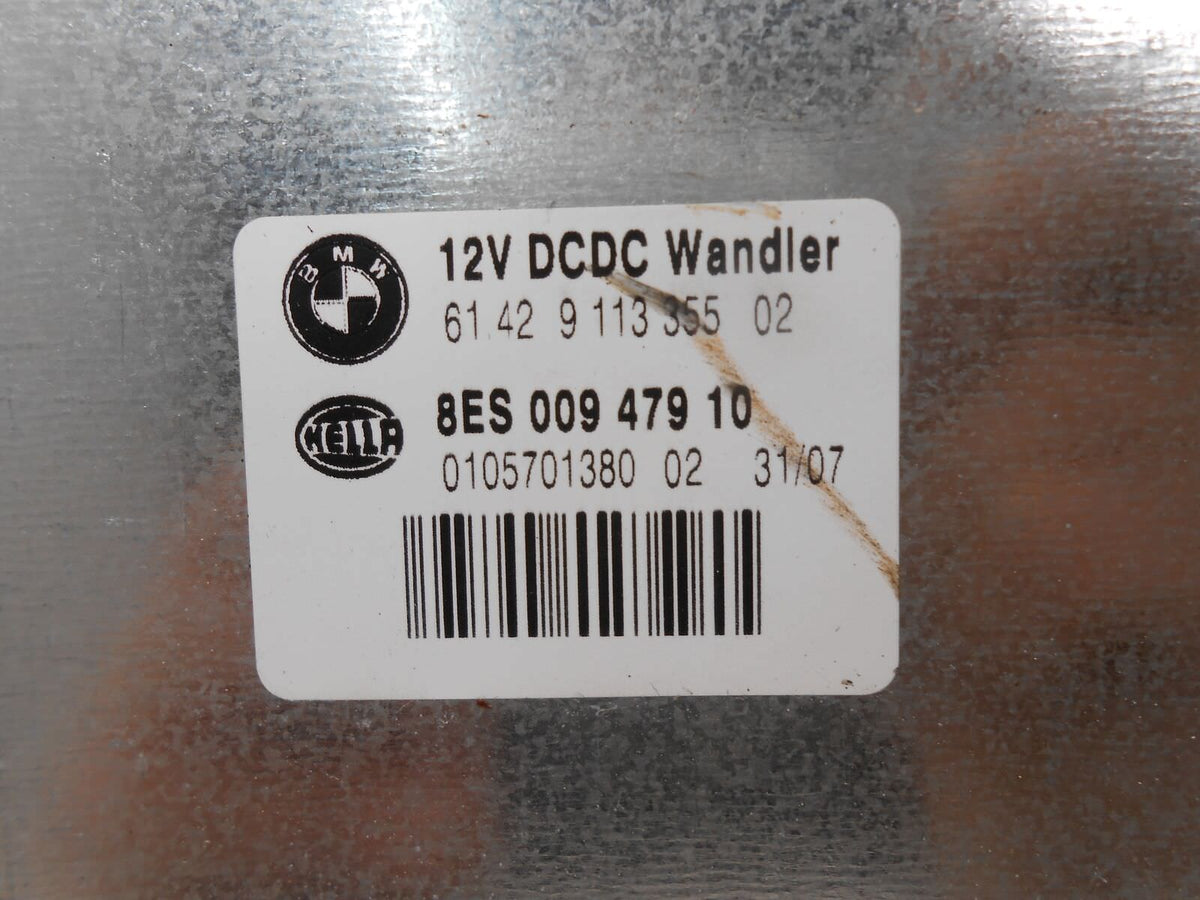 BMW
12V DCDC Wandler
61.42 9 113 355 02
HELLA
8ES 009 479 10
0105701380 02 31/07